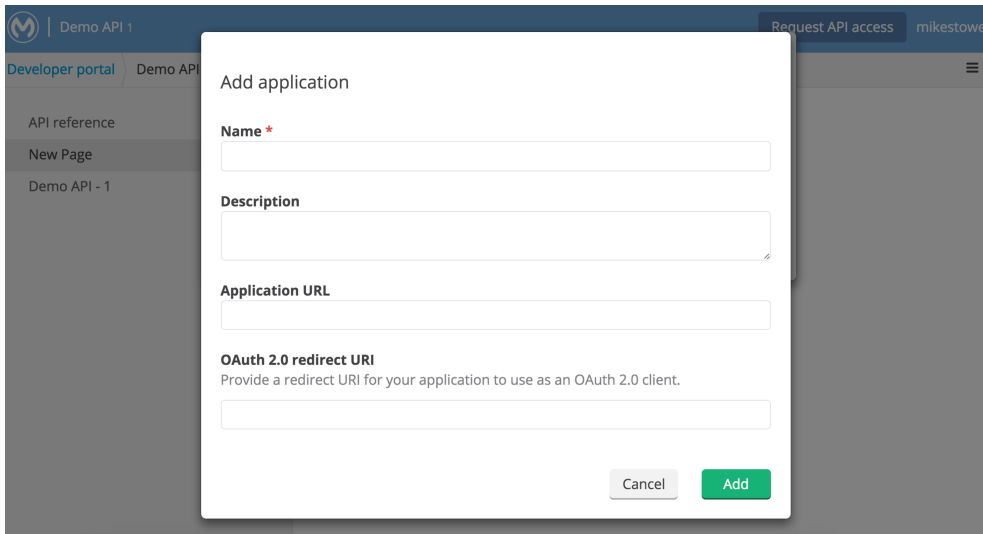 Demo API 1
Request API access
mikestowe
Developer portal
Demo API
API reference
New Page
Demo API - 1
Add application
Name *
Description
Application URL
OAuth 2.0 redirect URI
Provide a redirect URI for your application to use as an OAuth 2.0 client.
Cancel
Add